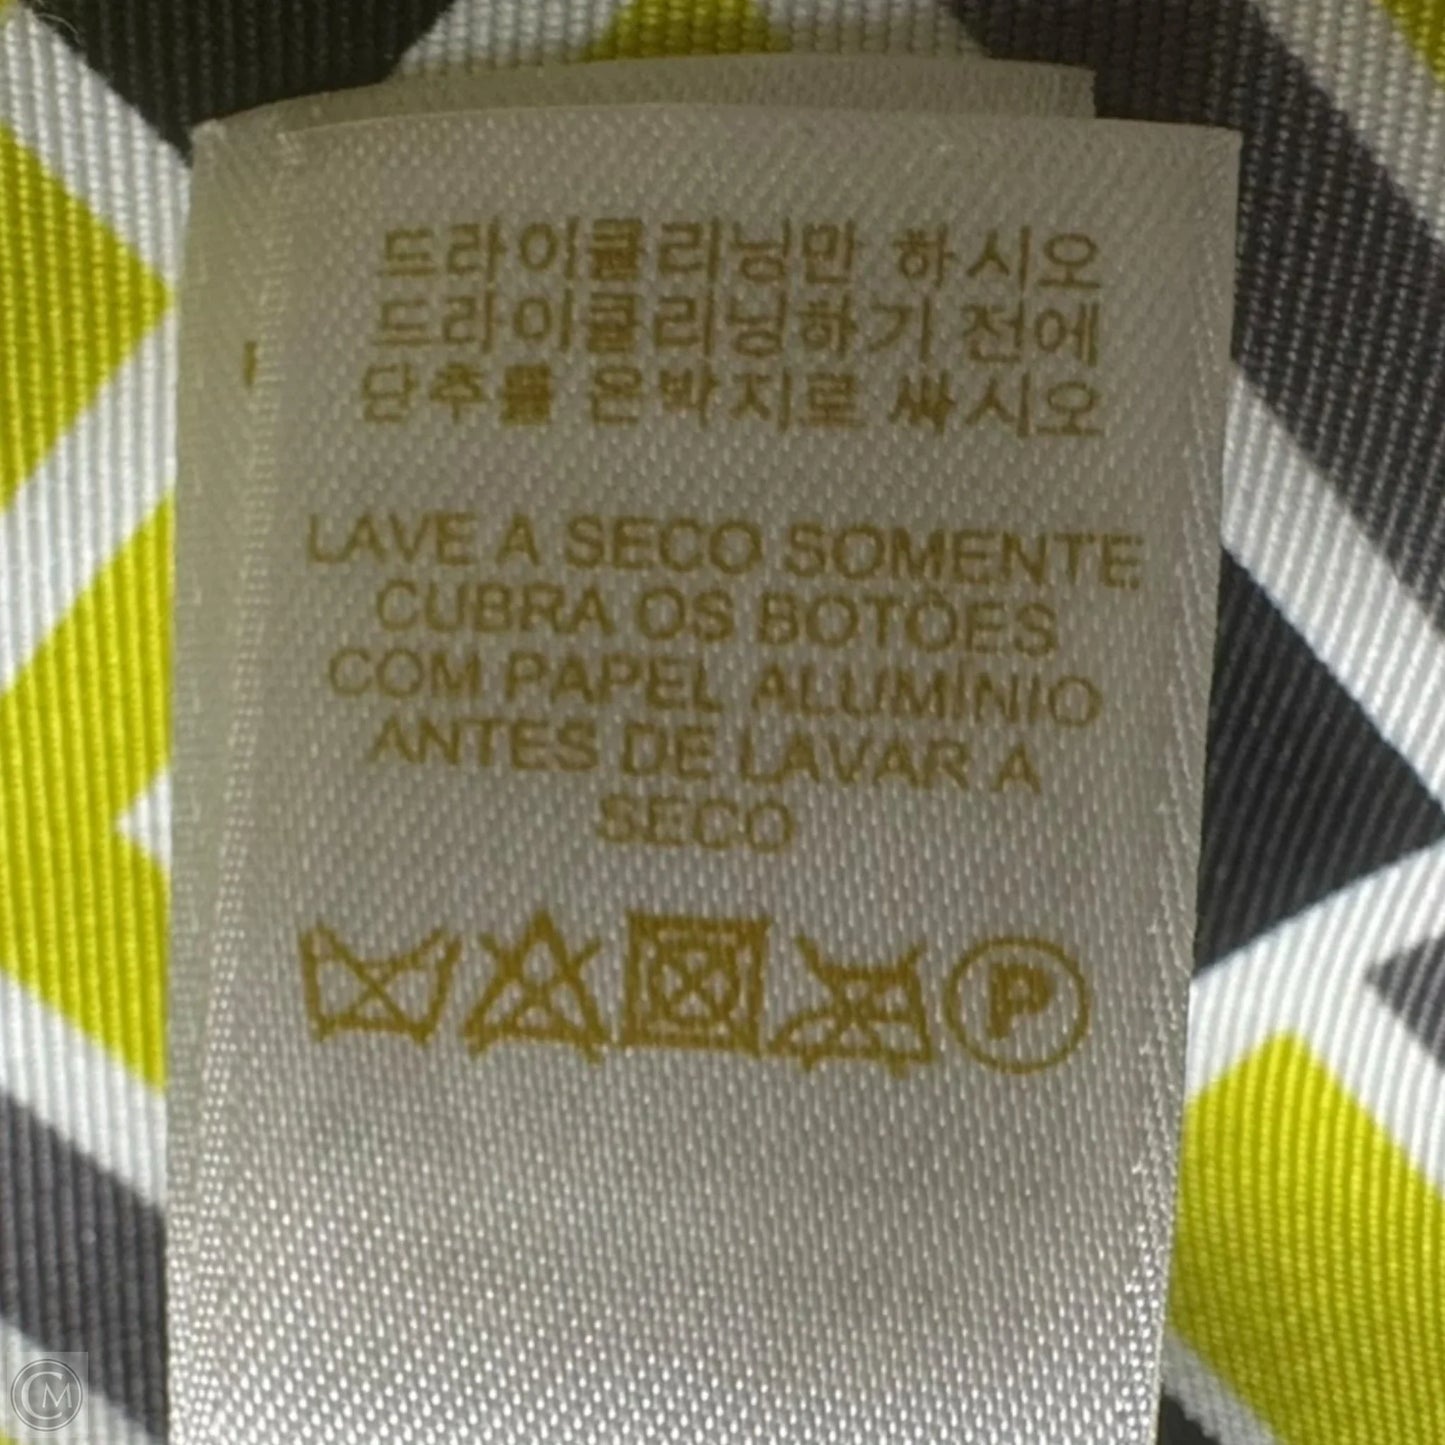 드라이클리닝만 하시오
드라이클리닝하기 전에
단추를 은박지로 싸시오
LAVE A SECO SOMENTE
CUBRA OS BOTÕES
COM PAPEL ALUMÍNIO
ANTES DE LAVAR A
SECO
P
CM